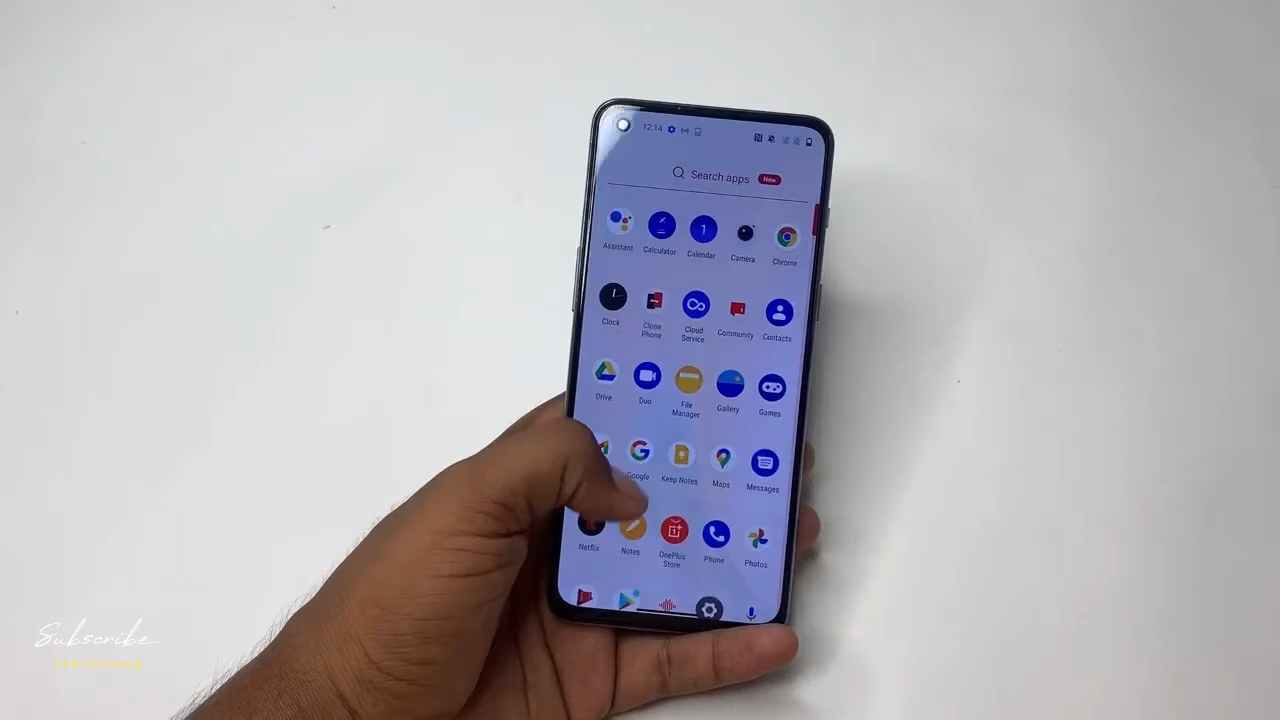 12:14
Search apps New
Assistant Calculator Calendar Camera Chrome
Clock Clone Phone Cloud Service Community Contacts
Drive Duo File Manager Gallery Games
Google Keep Notes Maps Messages
Netflix Notes OnePlus Store Phone Photos
Subscribe